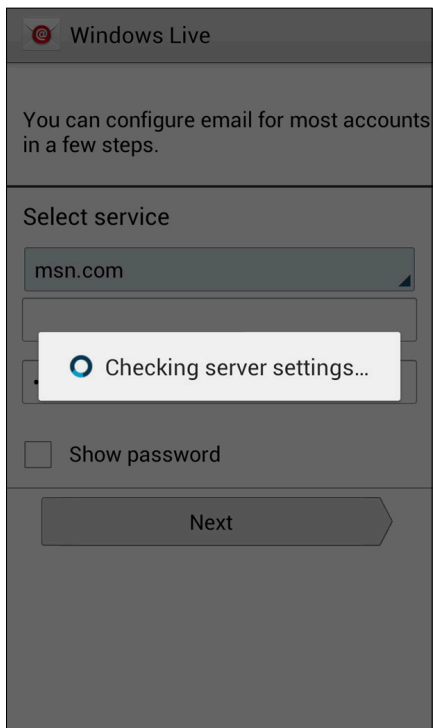 Windows Live
You can configure email for most accounts
in a few steps.
Select service
msn.com
Checking server settings...
Show password
Next